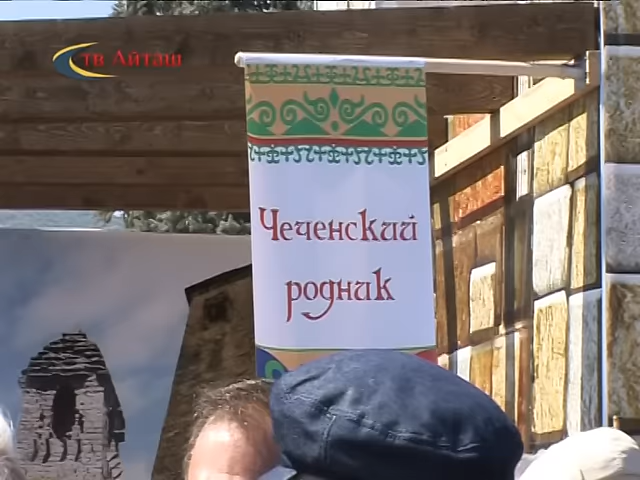 ТВ Айташ
Чеченский
родник